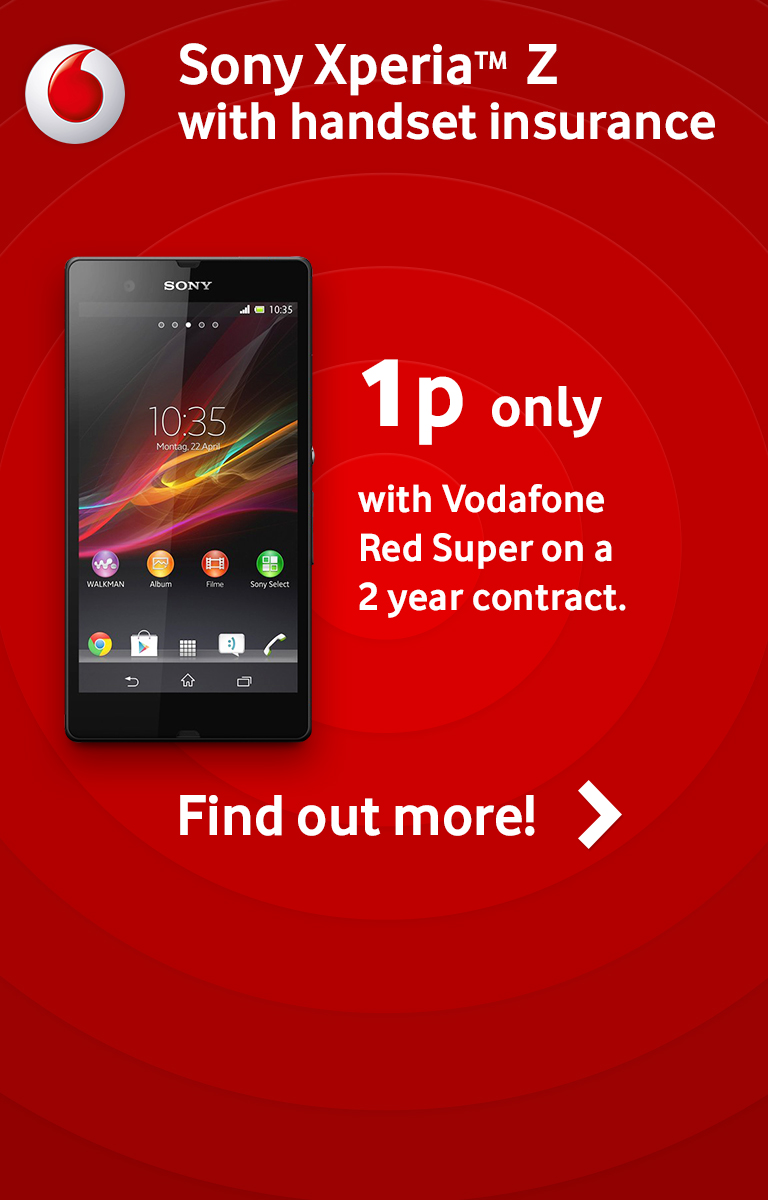 Sony Xperia™ Z
with handset insurance
SONY
10:35
10:35
Montag, 22.April
WALKMAN Album Filme Sony Select
1p only
with Vodafone
Red Super on a
2 year contract.
Find out more!